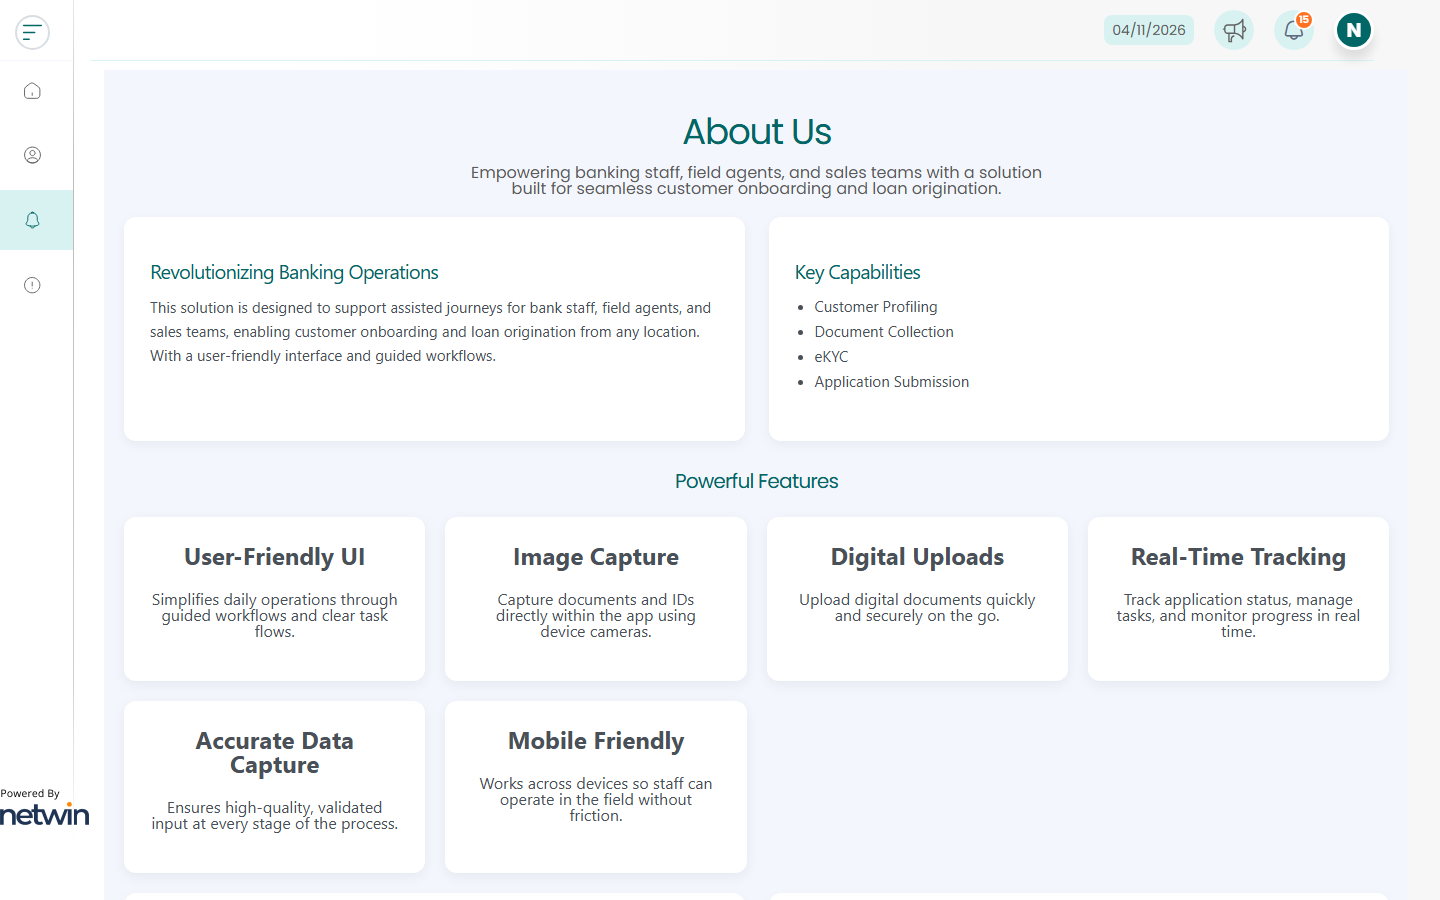 04/11/2026
15
N
About Us
Empowering banking staff, field agents, and sales teams with a solution
built for seamless customer onboarding and loan origination.
Revolutionizing Banking Operations
This solution is designed to support assisted journeys for bank staff, field agents, and
sales teams, enabling customer onboarding and loan origination from any location.
With a user-friendly interface and guided workflows.
Key Capabilities
• Customer Profiling
• Document Collection
• eKYC
• Application Submission
Powerful Features
User-Friendly UI
Simplifies daily operations through
guided workflows and clear task
flows.
Image Capture
Capture documents and IDs
directly within the app using
device cameras.
Digital Uploads
Upload digital documents quickly
and securely on the go.
Real-Time Tracking
Track application status, manage
tasks, and monitor progress in real
time.
Accurate Data
Capture
Ensures high-quality, validated
input at every stage of the process.
Mobile Friendly
Works across devices so staff can
operate in the field without
friction.
Powered By
netwin